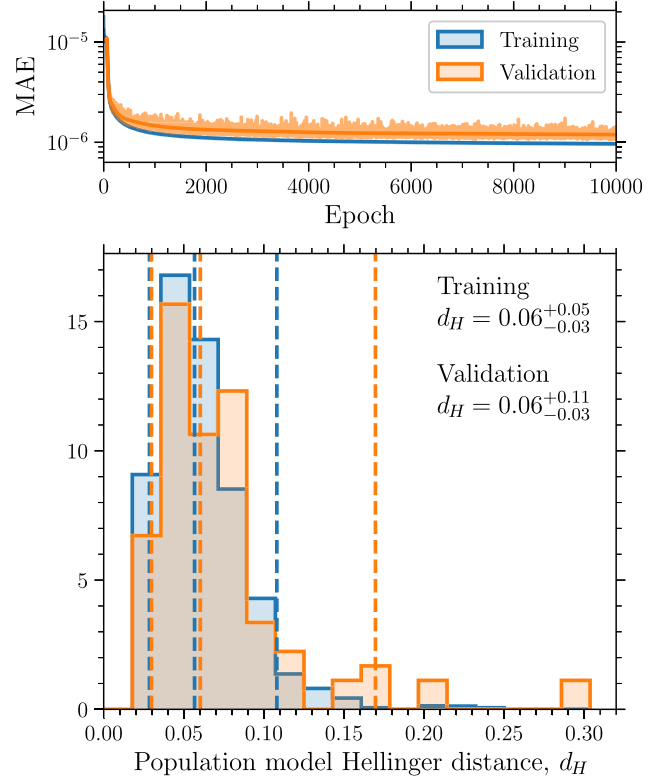 10^{-5}
10^{-6}
MAE
Training
Validation
0 2000 4000 6000 8000 10000
Epoch
15
10
5
0
Training
d_H = 0.06^{+0.05}_{-0.03}
Validation
d_H = 0.06^{+0.11}_{-0.03}
0.00 0.05 0.10 0.15 0.20 0.25 0.30
Population model Hellinger distance, d_H